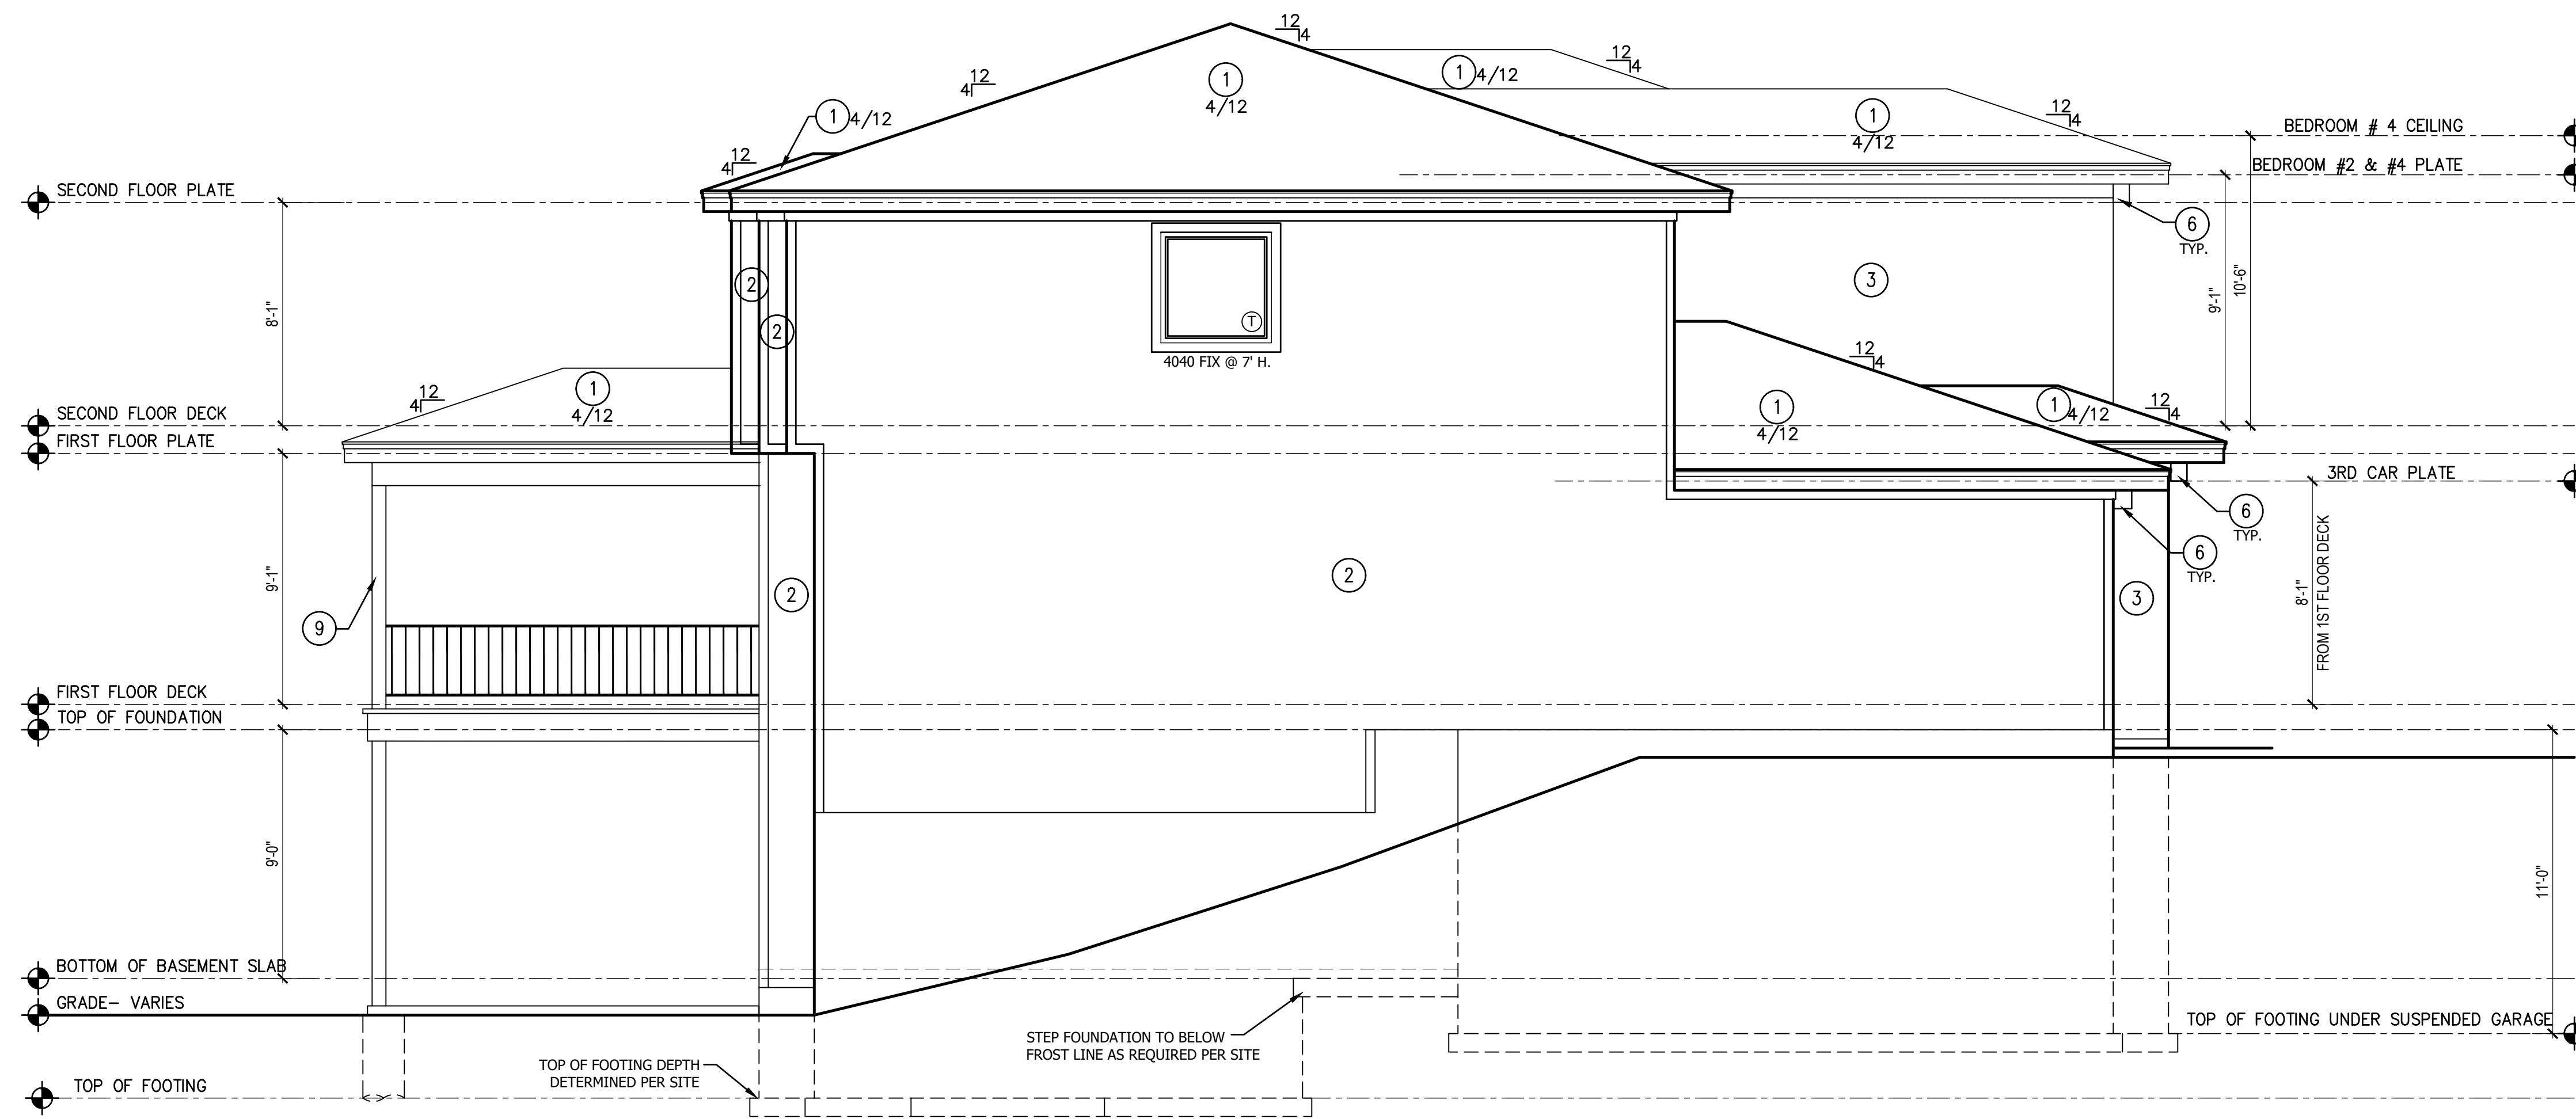 12
4
12
4
1 4/12
12
4
1
4/12
12
4
1 4/12
12
4
1
4/12
12
4
BEDROOM # 4 CEILING
BEDROOM #2 & #4 PLATE
SECOND FLOOR PLATE
6
TYP.
8'-1"
2
2
T
4040 FIX @ 7' H.
3
9'-1"
10'-6"
12
4
1
4/12
12
4
1
4/12
1 4/12
12
4
SECOND FLOOR DECK
FIRST FLOOR PLATE
3RD CAR PLATE
6
TYP.
6
TYP.
9'-1"
9
2
2
3
8'-1"
FROM 1ST FLOOR DECK
FIRST FLOOR DECK
TOP OF FOUNDATION
9'-0"
11'-0"
BOTTOM OF BASEMENT SLAB
GRADE- VARIES
STEP FOUNDATION TO BELOW
FROST LINE AS REQUIRED PER SITE
TOP OF FOOTING UNDER SUSPENDED GARAGE
TOP OF FOOTING DEPTH
DETERMINED PER SITE
TOP OF FOOTING